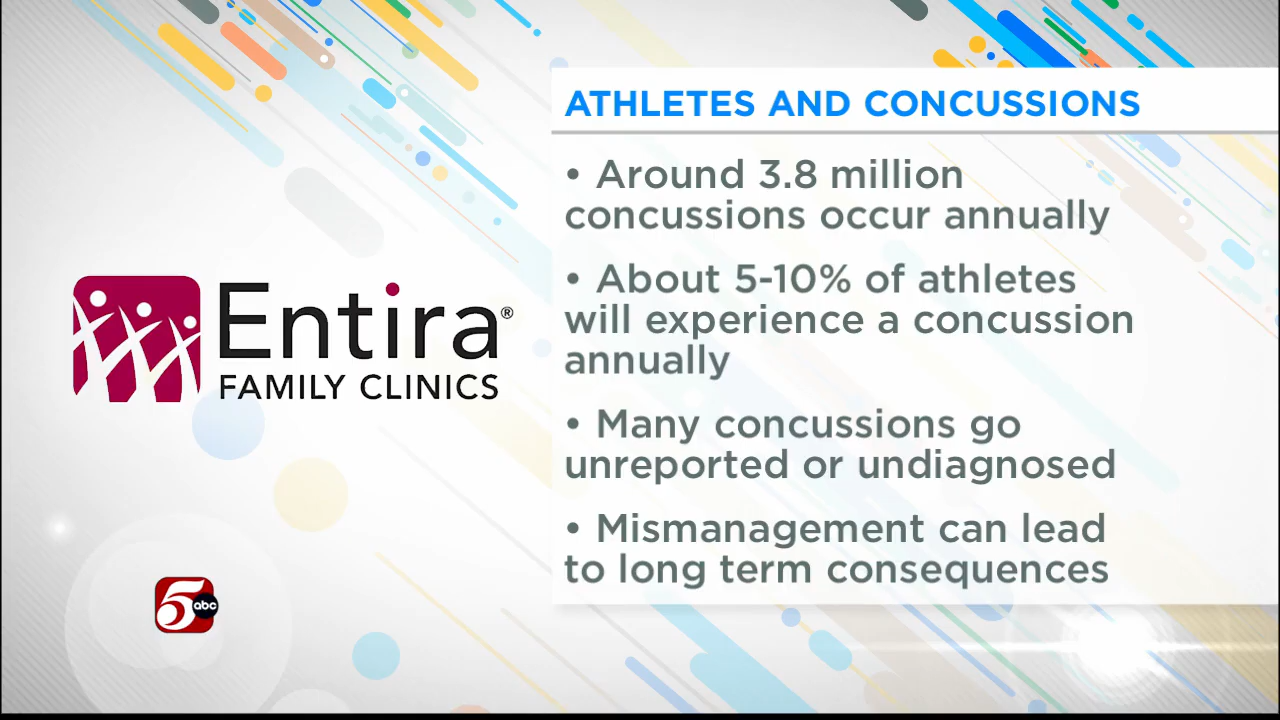 ATHLETES AND CONCUSSIONS
• Around 3.8 million
concussions occur annually
• About 5-10% of athletes
will experience a concussion
annually
• Many concussions go
unreported or undiagnosed
• Mismanagement can lead
to long term consequences
Entira®
FAMILY CLINICS
5 abc